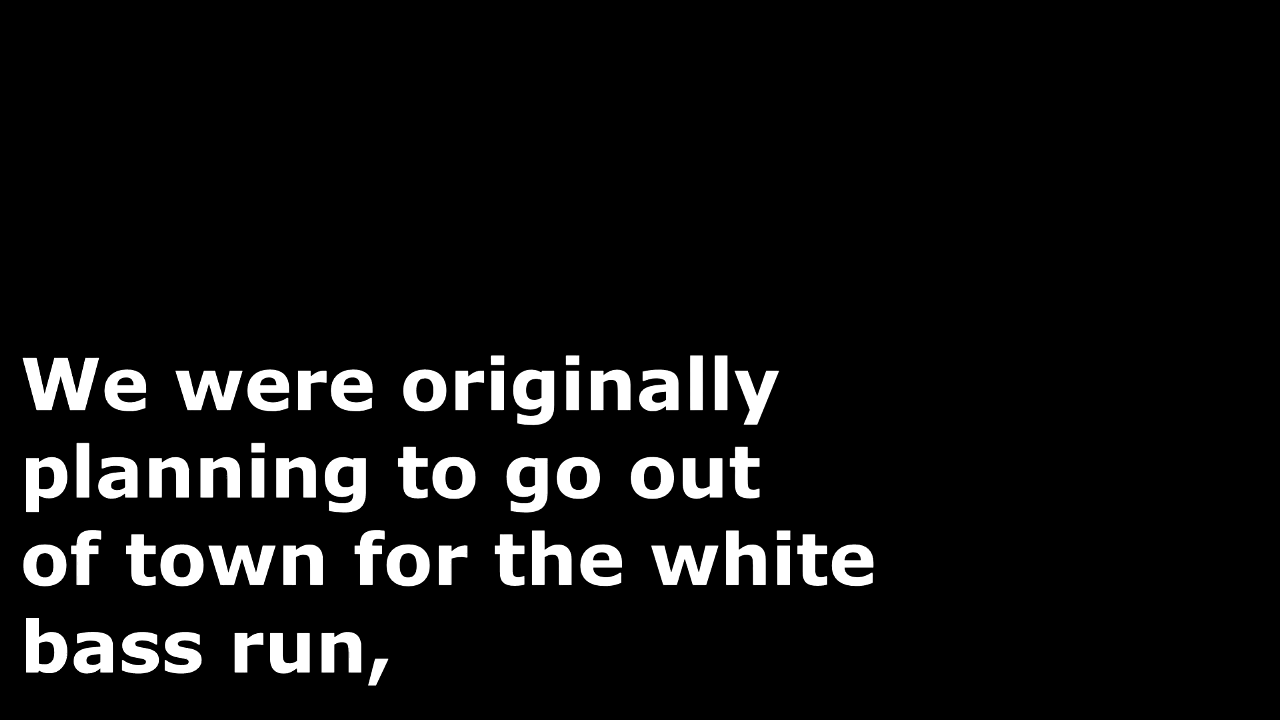 We were originally
planning to go out
of town for the white
bass run,